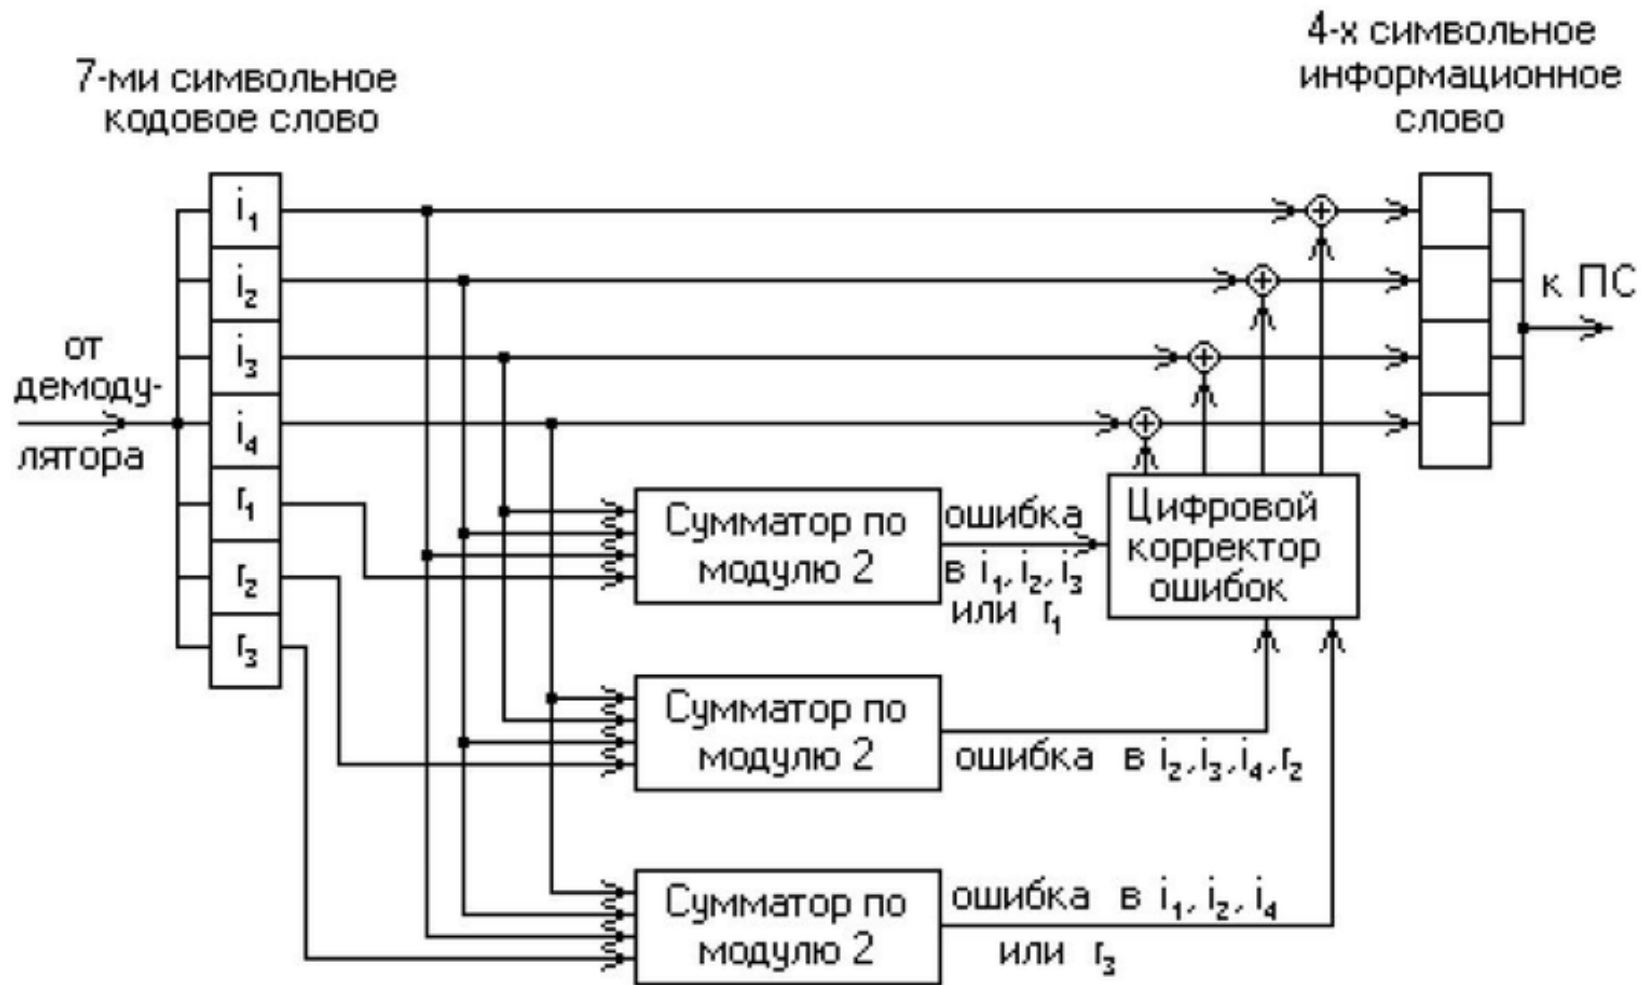 7-ми символьное
кодовое слово
4-х символьное
информационное
слово
i₁
i₂
i₃
i₄
r₁
r₂
r₃
от
демоду-
лятора
к ПС
Сумматор по
модулю 2
ошибка
в i₁, i₂, i₃
или r₁
Цифровой
корректор
ошибок
Сумматор по
модулю 2
ошибка в i₂, i₃, i₄, r₂
Сумматор по
модулю 2
ошибка в i₁, i₂, i₄
или r₃